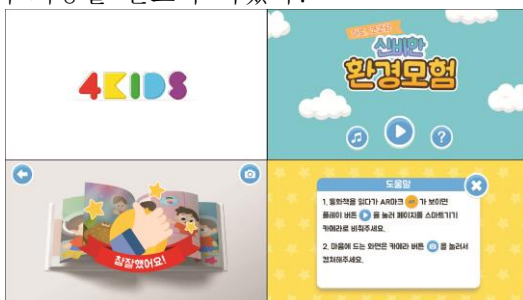 4KIDS
신비한
환경모험
?
참잘했어요!
도움말
1. 동화책을 읽다가 AR마크 가 보이면
플레이 버튼 을 눌러 페이지를 스마트기기
카메라로 비춰주세요.
2. 마음에 드는 화면은 카메라 버튼 을 눌러서
캡쳐해주세요.